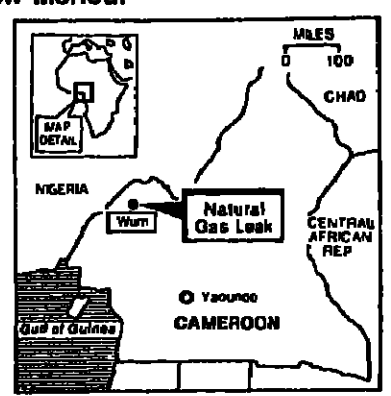 MILES
0 100
CHAD
MAP
DETAIL
NIGERIA
Natural
Gas Leak
Wum
CENTRAL
AFRICAN
REP
Yaounde
Gulf of Guinea
CAMEROON